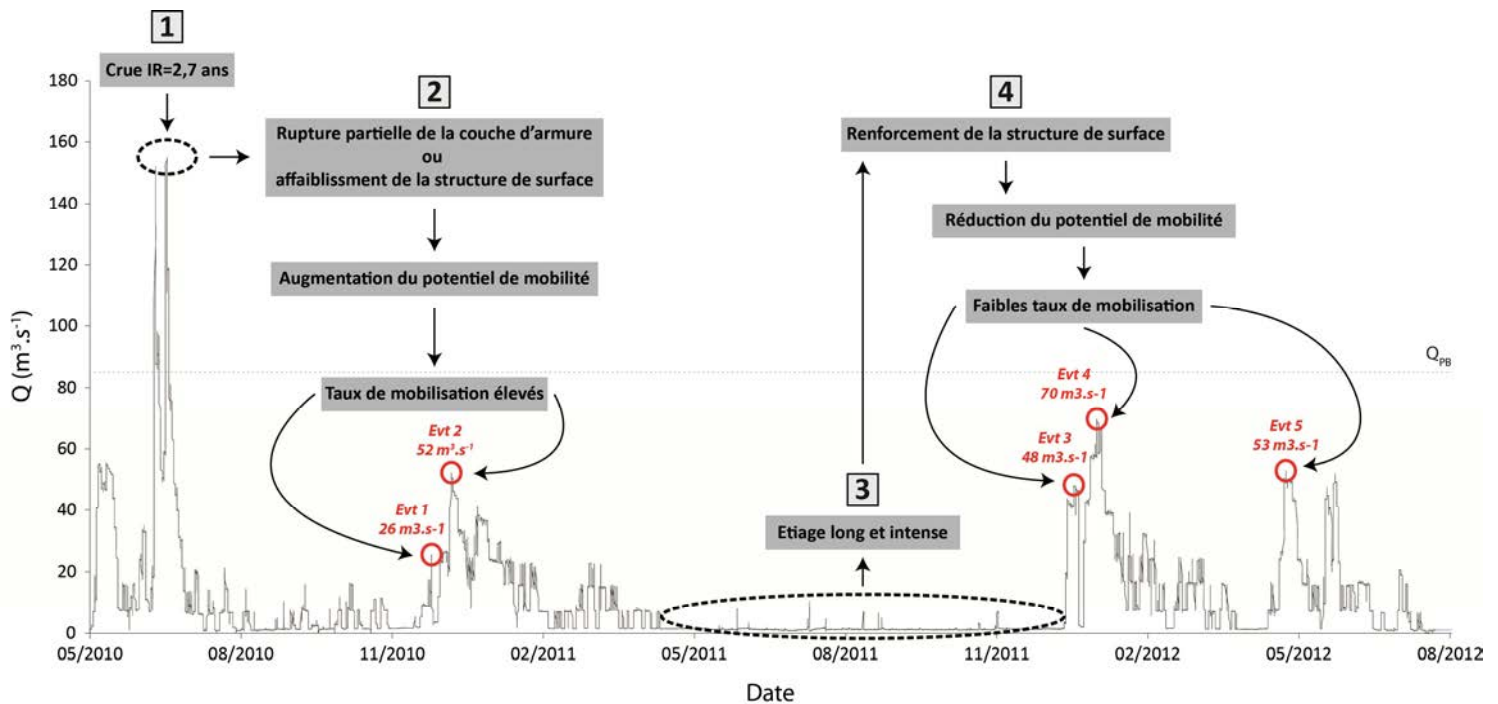 1
Crue IR=2,7 ans
2
Rupture partielle de la couche d'armure
ou
affaiblissment de la structure de surface
Augmentation du potentiel de mobilité
Taux de mobilisation élevés
Evt 2
52 m³.s⁻¹
Evt 1
26 m3.s-1
3
Etiage long et intense
4
Renforcement de la structure de surface
Réduction du potentiel de mobilité
Faibles taux de mobilisation
Evt 4
70 m3.s-1
Evt 3
48 m3.s-1
Evt 5
53 m3.s-1
Q_PB
Q (m³.s⁻¹)
180
160
140
120
100
80
60
40
20
0
05/2010 08/2010 11/2010 02/2011 05/2011 08/2011 11/2011 02/2012 05/2012 08/2012
Date